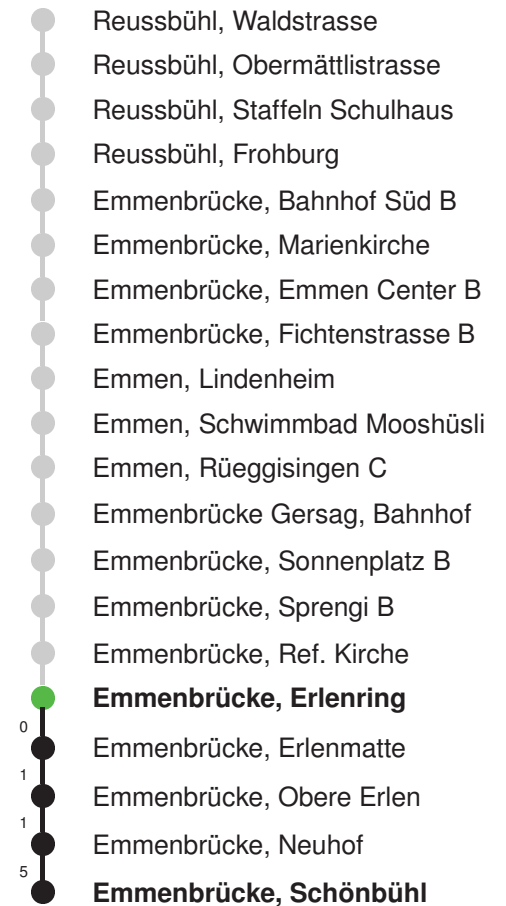 Reussbühl, Waldstrasse
Reussbühl, Obermättlistrasse
Reussbühl, Staffeln Schulhaus
Reussbühl, Frohburg
Emmenbrücke, Bahnhof Süd B
Emmenbrücke, Marienkirche
Emmenbrücke, Emmen Center B
Emmenbrücke, Fichtenstrasse B
Emmen, Lindenheim
Emmen, Schwimmbad Mooshüsli
Emmen, Rüeggisingen C
Emmenbrücke Gersag, Bahnhof
Emmenbrücke, Sonnenplatz B
Emmenbrücke, Sprengi B
Emmenbrücke, Ref. Kirche
Emmenbrücke, Erlenring
0
Emmenbrücke, Erlenmatte
1
Emmenbrücke, Obere Erlen
1
Emmenbrücke, Neuhof
5
Emmenbrücke, Schönbühl